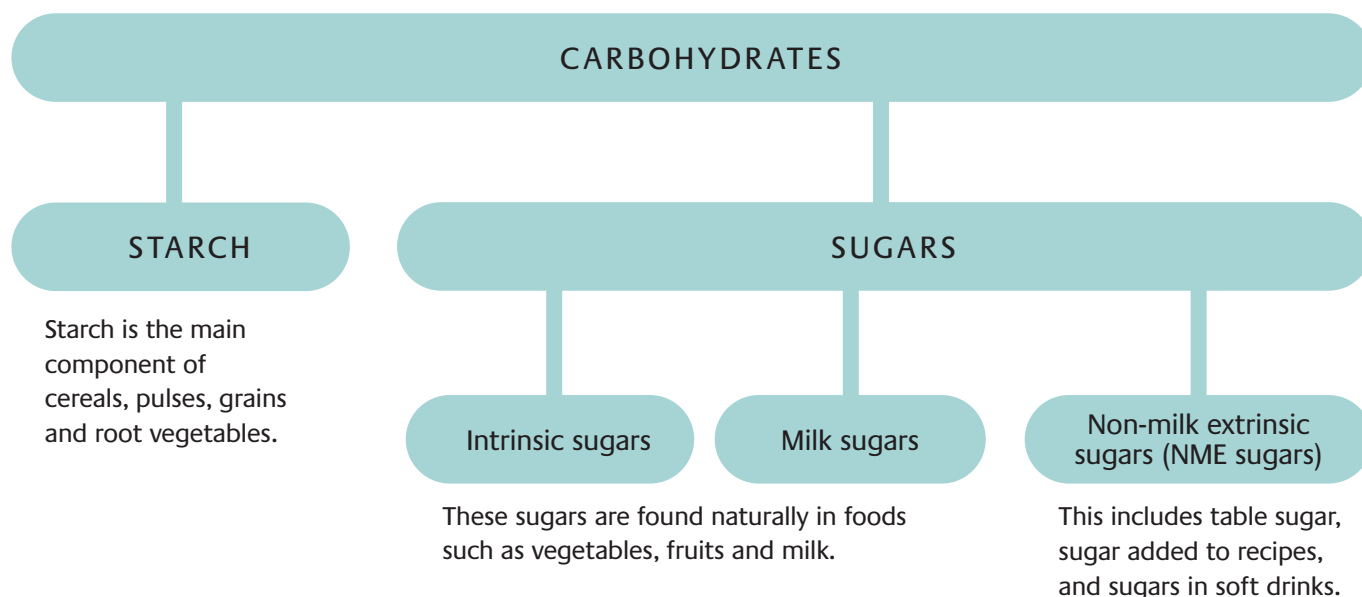 CARBOHYDRATES
STARCH
Starch is the main
component of
cereals, pulses, grains
and root vegetables.
SUGARS
Intrinsic sugars
Milk sugars
These sugars are found naturally in foods
such as vegetables, fruits and milk.
Non-milk extrinsic
sugars (NME sugars)
This includes table sugar,
sugar added to recipes,
and sugars in soft drinks.